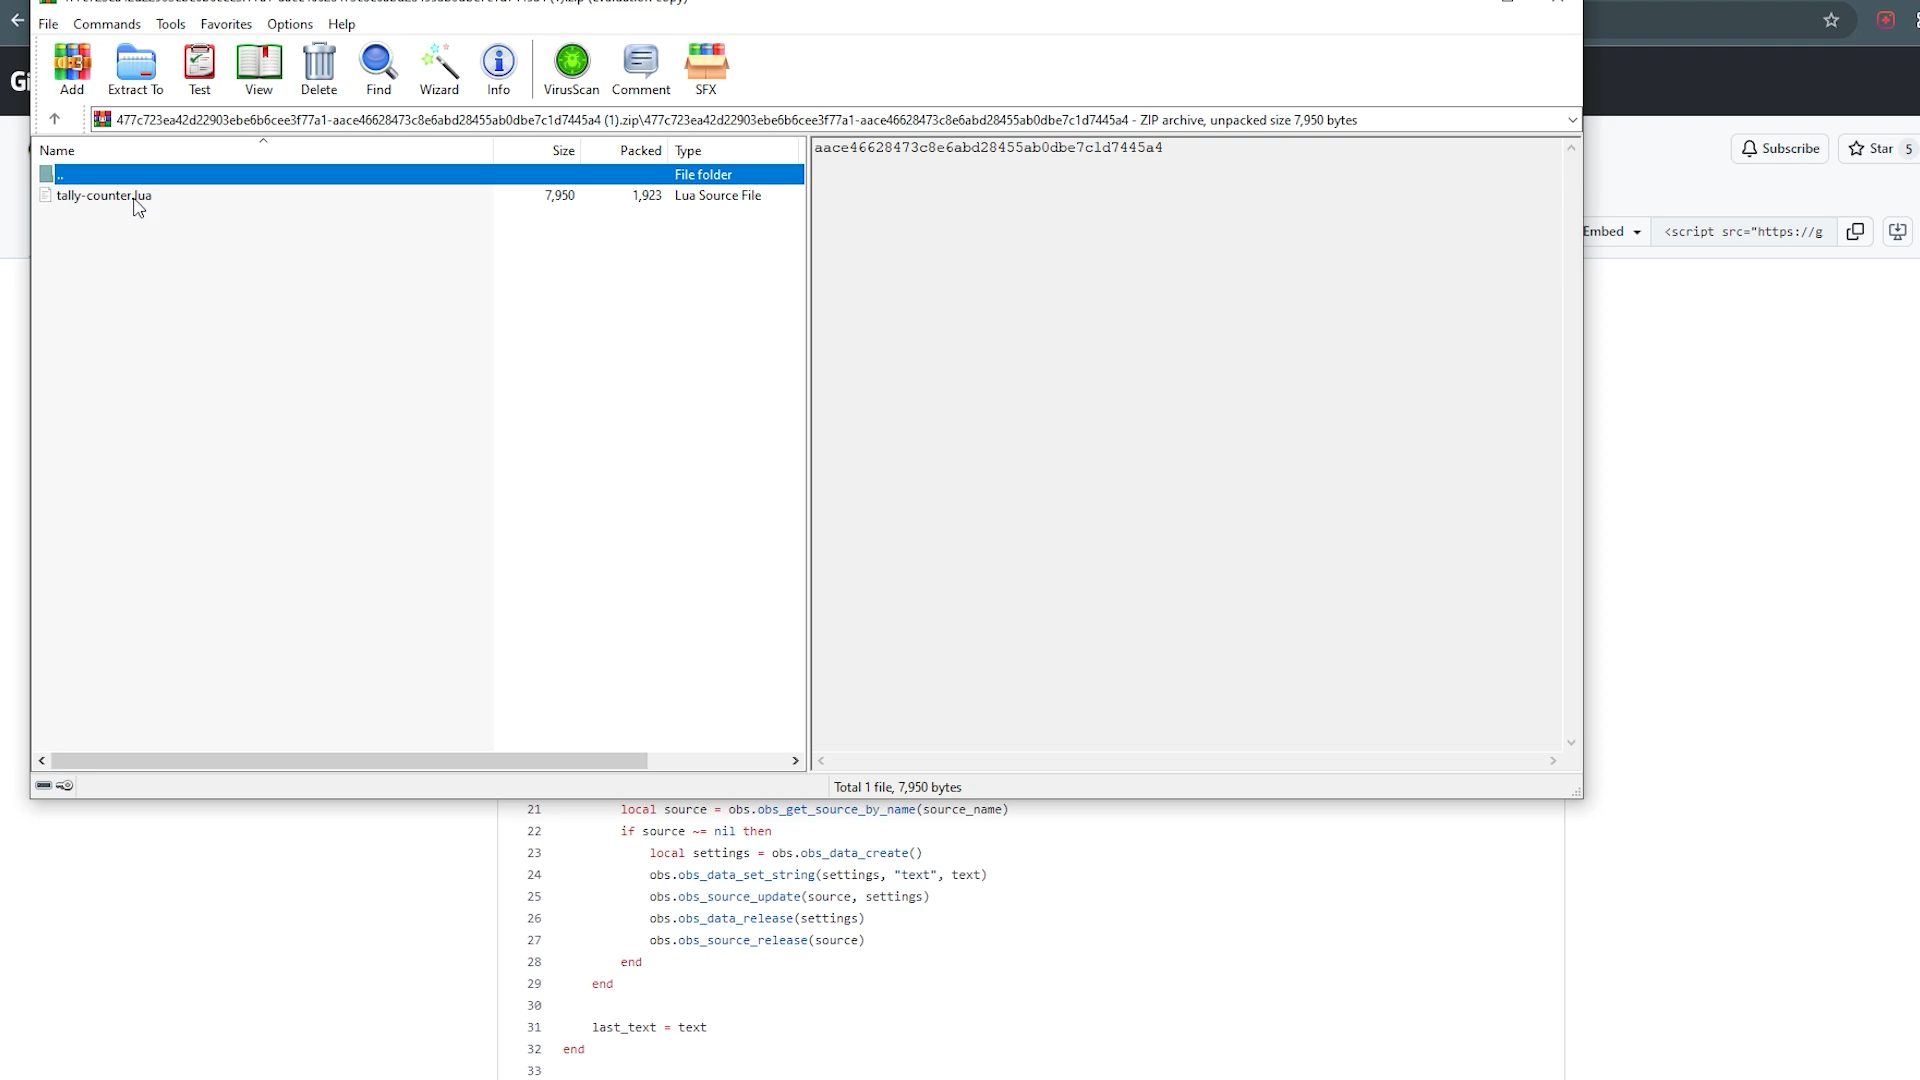 File Commands Tools Favorites Options Help
Add Extract To Test View Delete Find Wizard Info VirusScan Comment SFX
477c723ea42d22903ebe6b6cee3f77a1-aace46628473c8e6abd28455ab0dbe7c1d7445a4 (1).zip\477c723ea42d22903ebe6b6cee3f77a1-aace46628473c8e6abd28455ab0dbe7c1d7445a4 - ZIP archive, unpacked size 7,950 bytes
Name Size Packed Type
aace46628473c8e6abd28455ab0dbe7c1d7445a4
.. File folder
tally-counter.lua 7,950 1,923 Lua Source File
Subscribe Star 5
Embed <script src="https://g
Total 1 file, 7,950 bytes
21 local source = obs.obs_get_source_by_name(source_name)
22 if source ~= nil then
23 local settings = obs.obs_data_create()
24 obs.obs_data_set_string(settings, "text", text)
25 obs.obs_source_update(source, settings)
26 obs.obs_data_release(settings)
27 obs.obs_source_release(source)
28 end
29 end
30
31 last_text = text
32 end
33